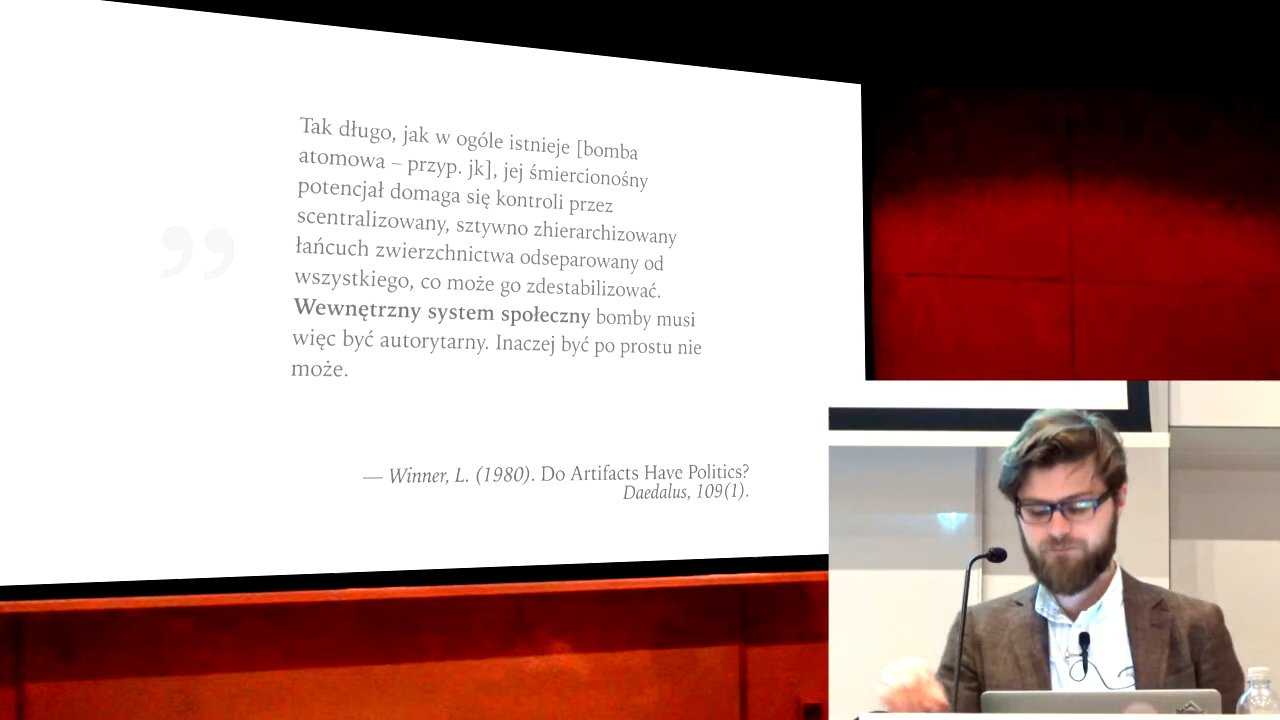 Tak długo, jak w ogóle istnieje [bomba
atomowa – przyp. jk], jej śmiercionośny
potencjał domaga się kontroli przez
scentralizowany, sztywno zhierarchizowany
łańcuch zwierzchnictwa odseparowany od
wszystkiego, co może go zdestabilizować.
Wewnętrzny system społeczny bomby musi
więc być autorytarny. Inaczej być po prostu nie
może.
— Winner, L. (1980). Do Artifacts Have Politics?
Daedalus, 109(1).